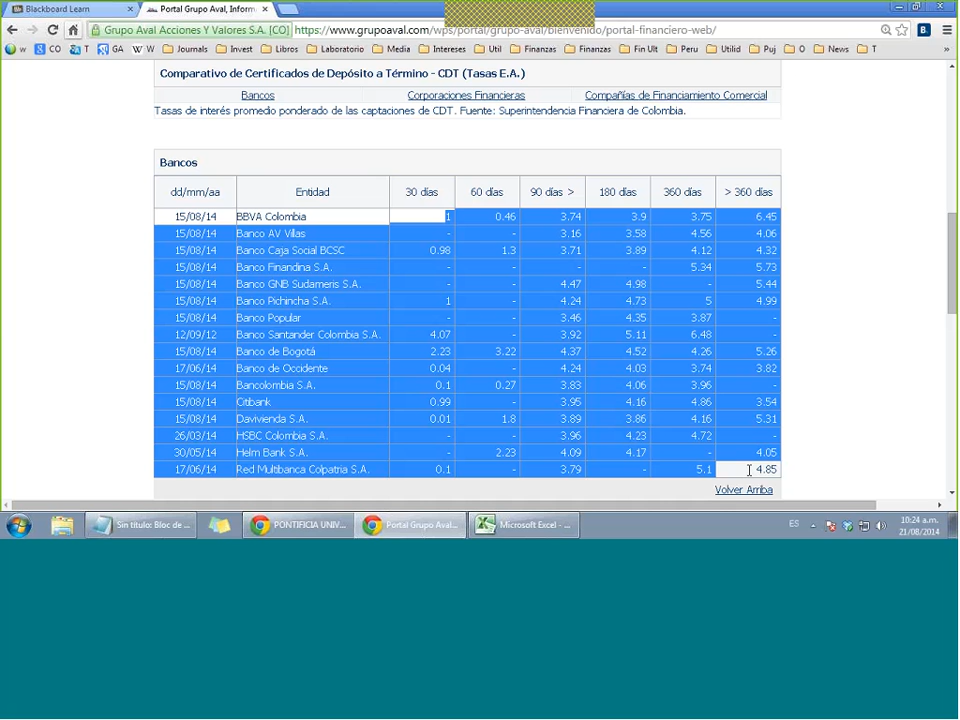 Blackboard Learn
Portal Grupo Aval, Inform
Grupo Aval Acciones Y Valores S.A. [CO] https://www.grupoaval.com/wps/portal/grupo-aval/bienvenido/portal-financiero-web/
CO T GA W Journals Invest Libros Laboratorio Media Intereses Util Finanzas Finanzas Fin Ult Peru Utilid Puj O News T
Comparativo de Certificados de Depósito a Término - CDT (Tasas E.A.)
Bancos Corporaciones Financieras Compañías de Financiamiento Comercial
Tasas de interés promedio ponderado de las captaciones de CDT. Fuente: Superintendencia Financiera de Colombia.
Bancos
dd/mm/aa Entidad 30 días 60 días 90 días > 180 días 360 días > 360 días
15/08/14 BBVA Colombia 1 0.46 3.74 3.9 3.75 6.45
15/08/14 Banco AV Villas - - 3.16 3.58 4.56 4.06
15/08/14 Banco Caja Social BCSC 0.98 1.3 3.71 3.89 4.12 4.32
15/08/14 Banco Finandina S.A. - - - - 5.34 5.73
15/08/14 Banco GNB Sudameris S.A. - - 4.47 4.98 - 5.44
15/08/14 Banco Pichincha S.A. 1 - 4.24 4.73 5 4.99
15/08/14 Banco Popular - - 3.46 4.35 3.87 -
12/09/12 Banco Santander Colombia S.A. 4.07 - 3.92 5.11 6.48 -
15/08/14 Banco de Bogotá 2.23 3.22 4.37 4.52 4.26 5.26
17/06/14 Banco de Occidente 0.04 - 4.24 4.03 3.74 3.82
15/08/14 Bancolombia S.A. 0.1 0.27 3.83 4.06 3.96 -
15/08/14 Citibank 0.99 - 3.95 4.16 4.86 3.54
15/08/14 Davivienda S.A. 0.01 1.8 3.89 3.86 4.16 5.31
26/03/14 HSBC Colombia S.A. - - 3.96 4.23 4.72 -
30/05/14 Helm Bank S.A. - 2.23 4.09 4.17 - 4.05
17/06/14 Red Multibanca Colpatria S.A. 0.1 - 3.79 - 5.1 4.85
Volver Arriba
Sin título: Bloc de ... PONTIFICIA UNIV... Portal Grupo Aval... Microsoft Excel - ... ES 10:24 a.m.
21/08/2014